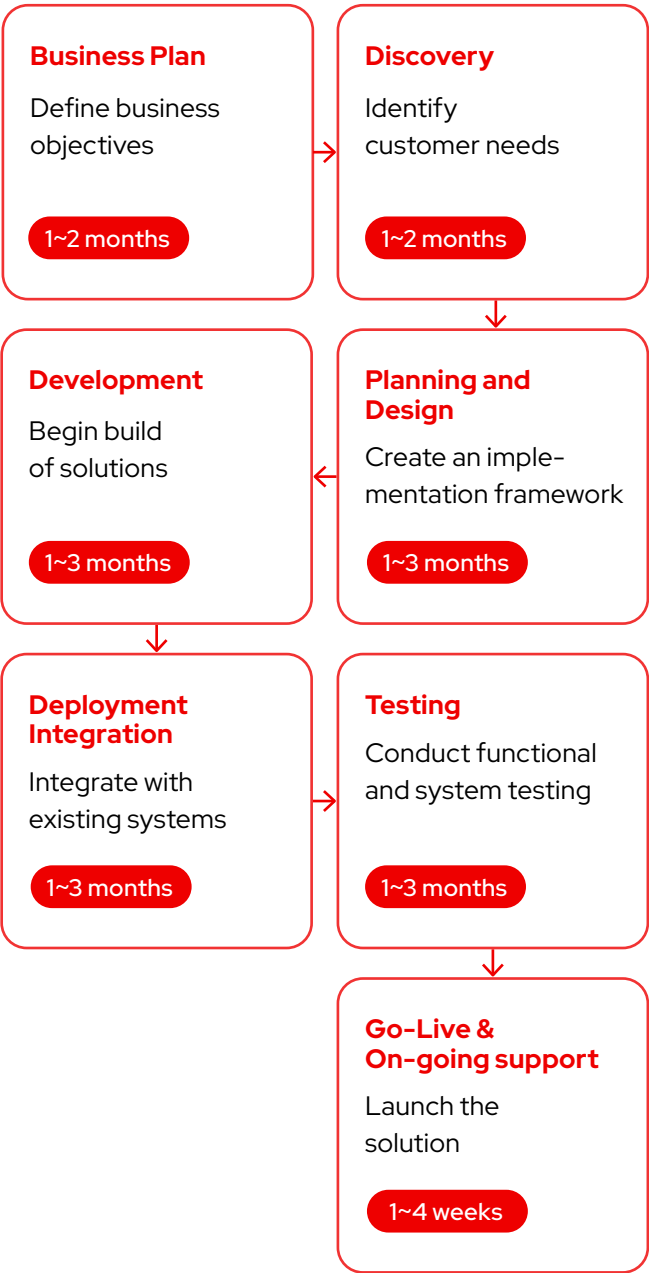 Business Plan
Define business
objectives
1~2 months
Discovery
Identify
customer needs
1~2 months
Planning and
Design
Create an imple-
mentation framework
1~3 months
Development
Begin build
of solutions
1~3 months
Deployment
Integration
Integrate with
existing systems
1~3 months
Testing
Conduct functional
and system testing
1~3 months
Go-Live &
On-going support
Launch the
solution
1~4 weeks